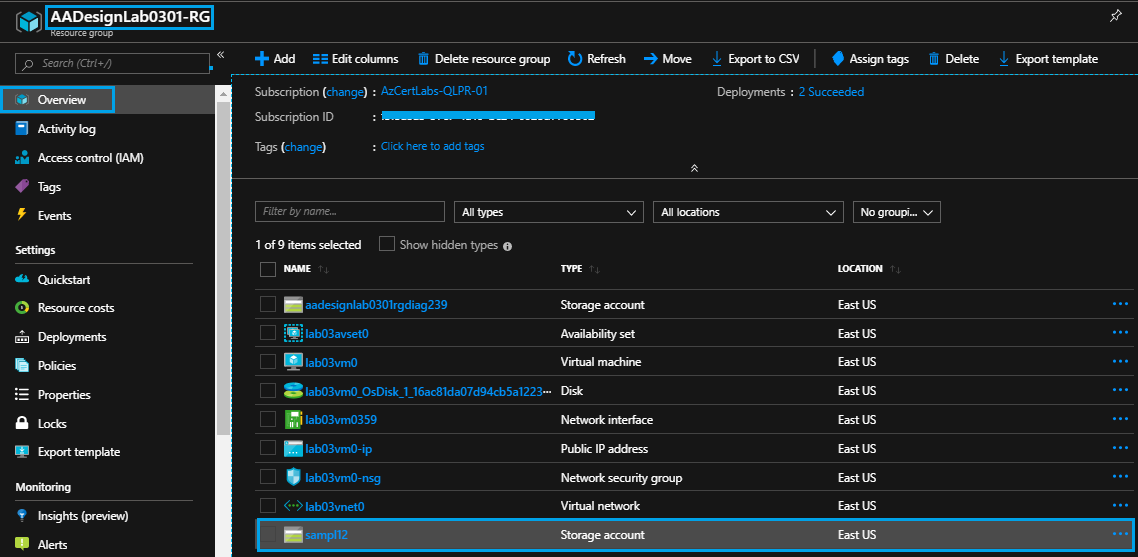 AADesignLab0301-RG
Resource group
Search (Ctrl+/)
«
Overview
Activity log
Access control (IAM)
Tags
Events
Settings
Quickstart
Resource costs
Deployments
Policies
Properties
Locks
Export template
Monitoring
Insights (preview)
Alerts
Add Edit columns Delete resource group Refresh Move Export to CSV Assign tags Delete Export template
Subscription (change) : AzCertLabs-QLPR-01 Deployments : 2 Succeeded
Subscription ID :
Tags (change) : Click here to add tags
Filter by name... All types All locations No groupi...
1 of 9 items selected Show hidden types
NAME TYPE LOCATION
aadesignlab0301rgdiag239 Storage account East US ...
lab03avset0 Availability set East US ...
lab03vm0 Virtual machine East US ...
lab03vm0_OsDisk_1_16ac81da07d94cb5a1223... Disk East US ...
lab03vm0359 Network interface East US ...
lab03vm0-ip Public IP address East US ...
lab03vm0-nsg Network security group East US ...
lab03vnet0 Virtual network East US ...
sampl12 Storage account East US ...